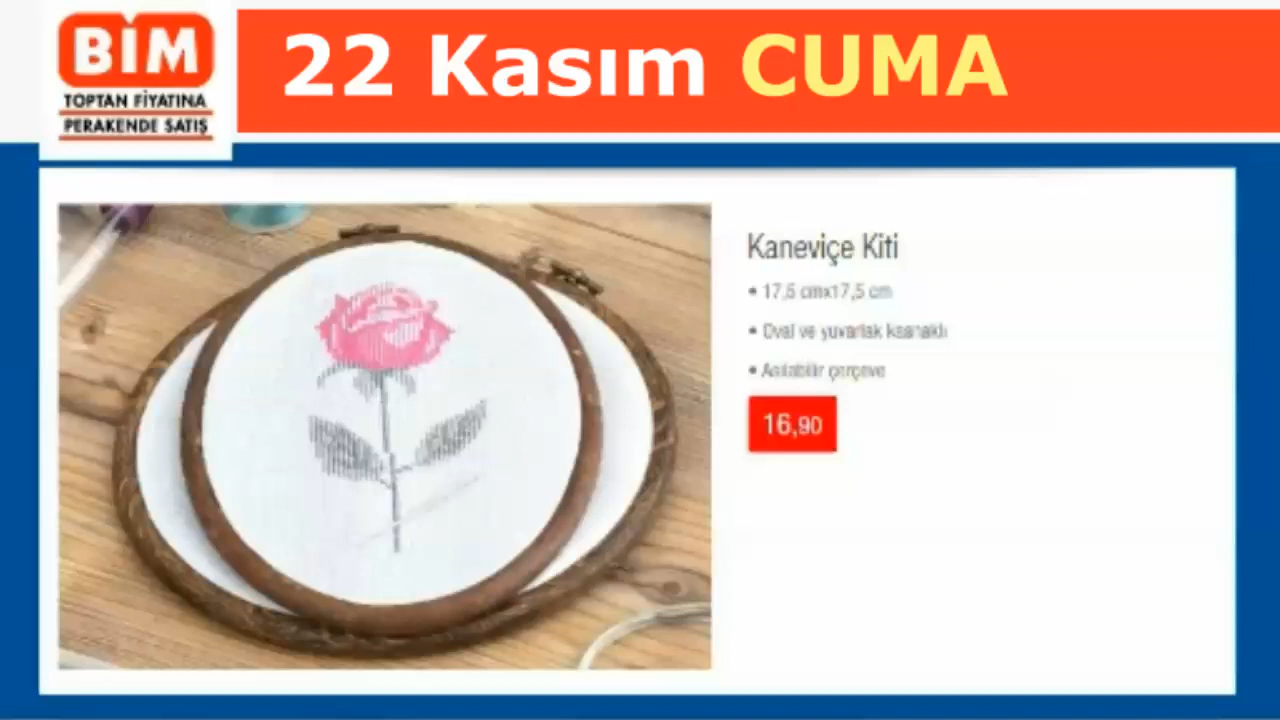 BİM
TOPTAN FİYATINA
PERAKENDE SATIŞ
22 Kasım CUMA
Kaneviçe Kiti
• 17,5 cmx17,5 cm
• Oval ve yuvarlak kasnaklı
• Asılabilir çerçeve
16,90